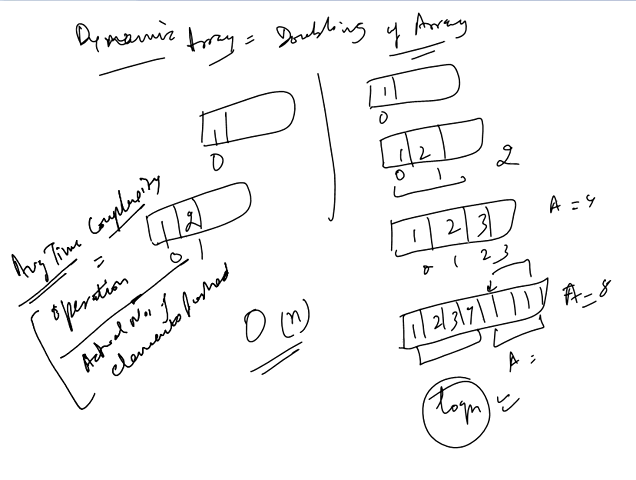 Dynamic Array = Doubling of Array
1
0
1 2
0 1
Avg Time Complexity
=
Operation
Actual No. of
elements pushed
O(n)
1
0
1 2
0 1
2
1 2 3
0 1 2 3
A = 4
1 2 3 4
A = 8
A =
logn